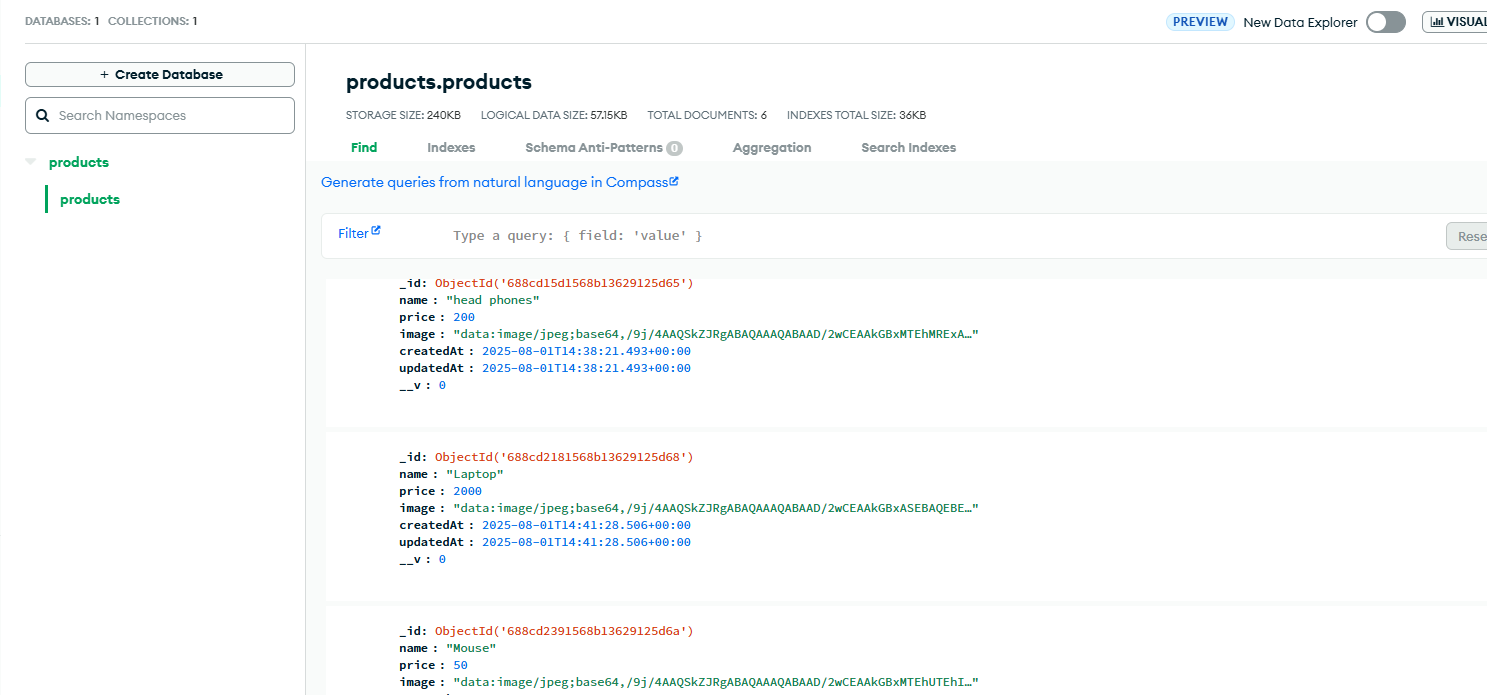 DATABASES: 1 COLLECTIONS: 1
PREVIEW New Data Explorer VISUAL
+ Create Database
Search Namespaces
products
products
products.products
STORAGE SIZE: 240KB LOGICAL DATA SIZE: 57.15KB TOTAL DOCUMENTS: 6 INDEXES TOTAL SIZE: 36KB
Find Indexes Schema Anti-Patterns 0 Aggregation Search Indexes
Generate queries from natural language in Compass
Filter Type a query: { field: 'value' } Rese
_id: ObjectId('688cd15d1568b13629125d65')
name : "head phones"
price : 200
image : "data:image/jpeg;base64,/9j/4AAQSkZJRgABAQAAAQABAAD/2wCEAAkGBxMTEhMRExA…"
createdAt : 2025-08-01T14:38:21.493+00:00
updatedAt : 2025-08-01T14:38:21.493+00:00
__v : 0
_id: ObjectId('688cd2181568b13629125d68')
name : "Laptop"
price : 2000
image : "data:image/jpeg;base64,/9j/4AAQSkZJRgABAQAAAQABAAD/2wCEAAkGBxASEBAQEBE…"
createdAt : 2025-08-01T14:41:28.506+00:00
updatedAt : 2025-08-01T14:41:28.506+00:00
__v : 0
_id: ObjectId('688cd2391568b13629125d6a')
name : "Mouse"
price : 50
image : "data:image/jpeg;base64,/9j/4AAQSkZJRgABAQAAAQABAAD/2wCEAAkGBxMTEhUTEhI…"